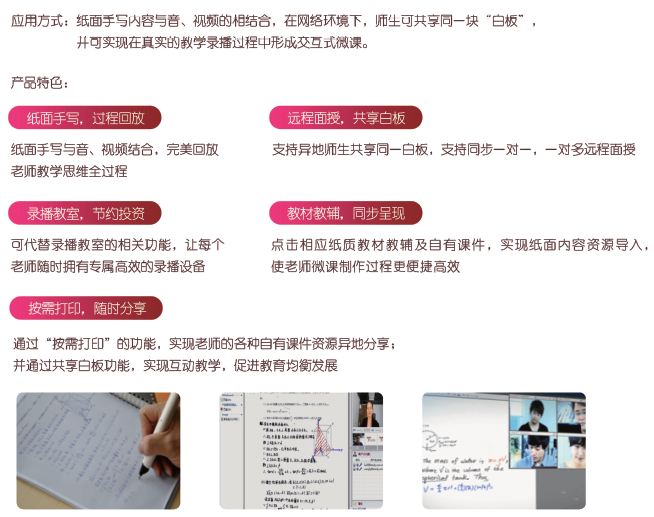 应用方式：纸面手写内容与音、视频的相结合，在网络环境下，师生可共享同一块“白板”，
并可实现在真实的教学录播过程中形成交互式微课。
产品特色：
纸面手写，过程回放
远程面授，共享白板
纸面手写与音、视频结合，完美回放
老师教学思维全过程
支持异地师生共享同一白板，支持同步一对一，一对多远程面授
录播教室，节约投资
教材教辅，同步呈现
可代替录播教室的相关功能，让每个
老师随时拥有专属高效的录播设备
点击相应纸质教材教辅及自有课件，实现纸面内容资源导入，
使老师微课制作过程更便捷高效
按需打印，随时分享
通过“按需打印”的功能，实现老师的各种自有课件资源异地分享；
并通过共享白板功能，实现互动教学，促进教育均衡发展
The mass of water is
where V is the volume of the
spherical tank. Thus